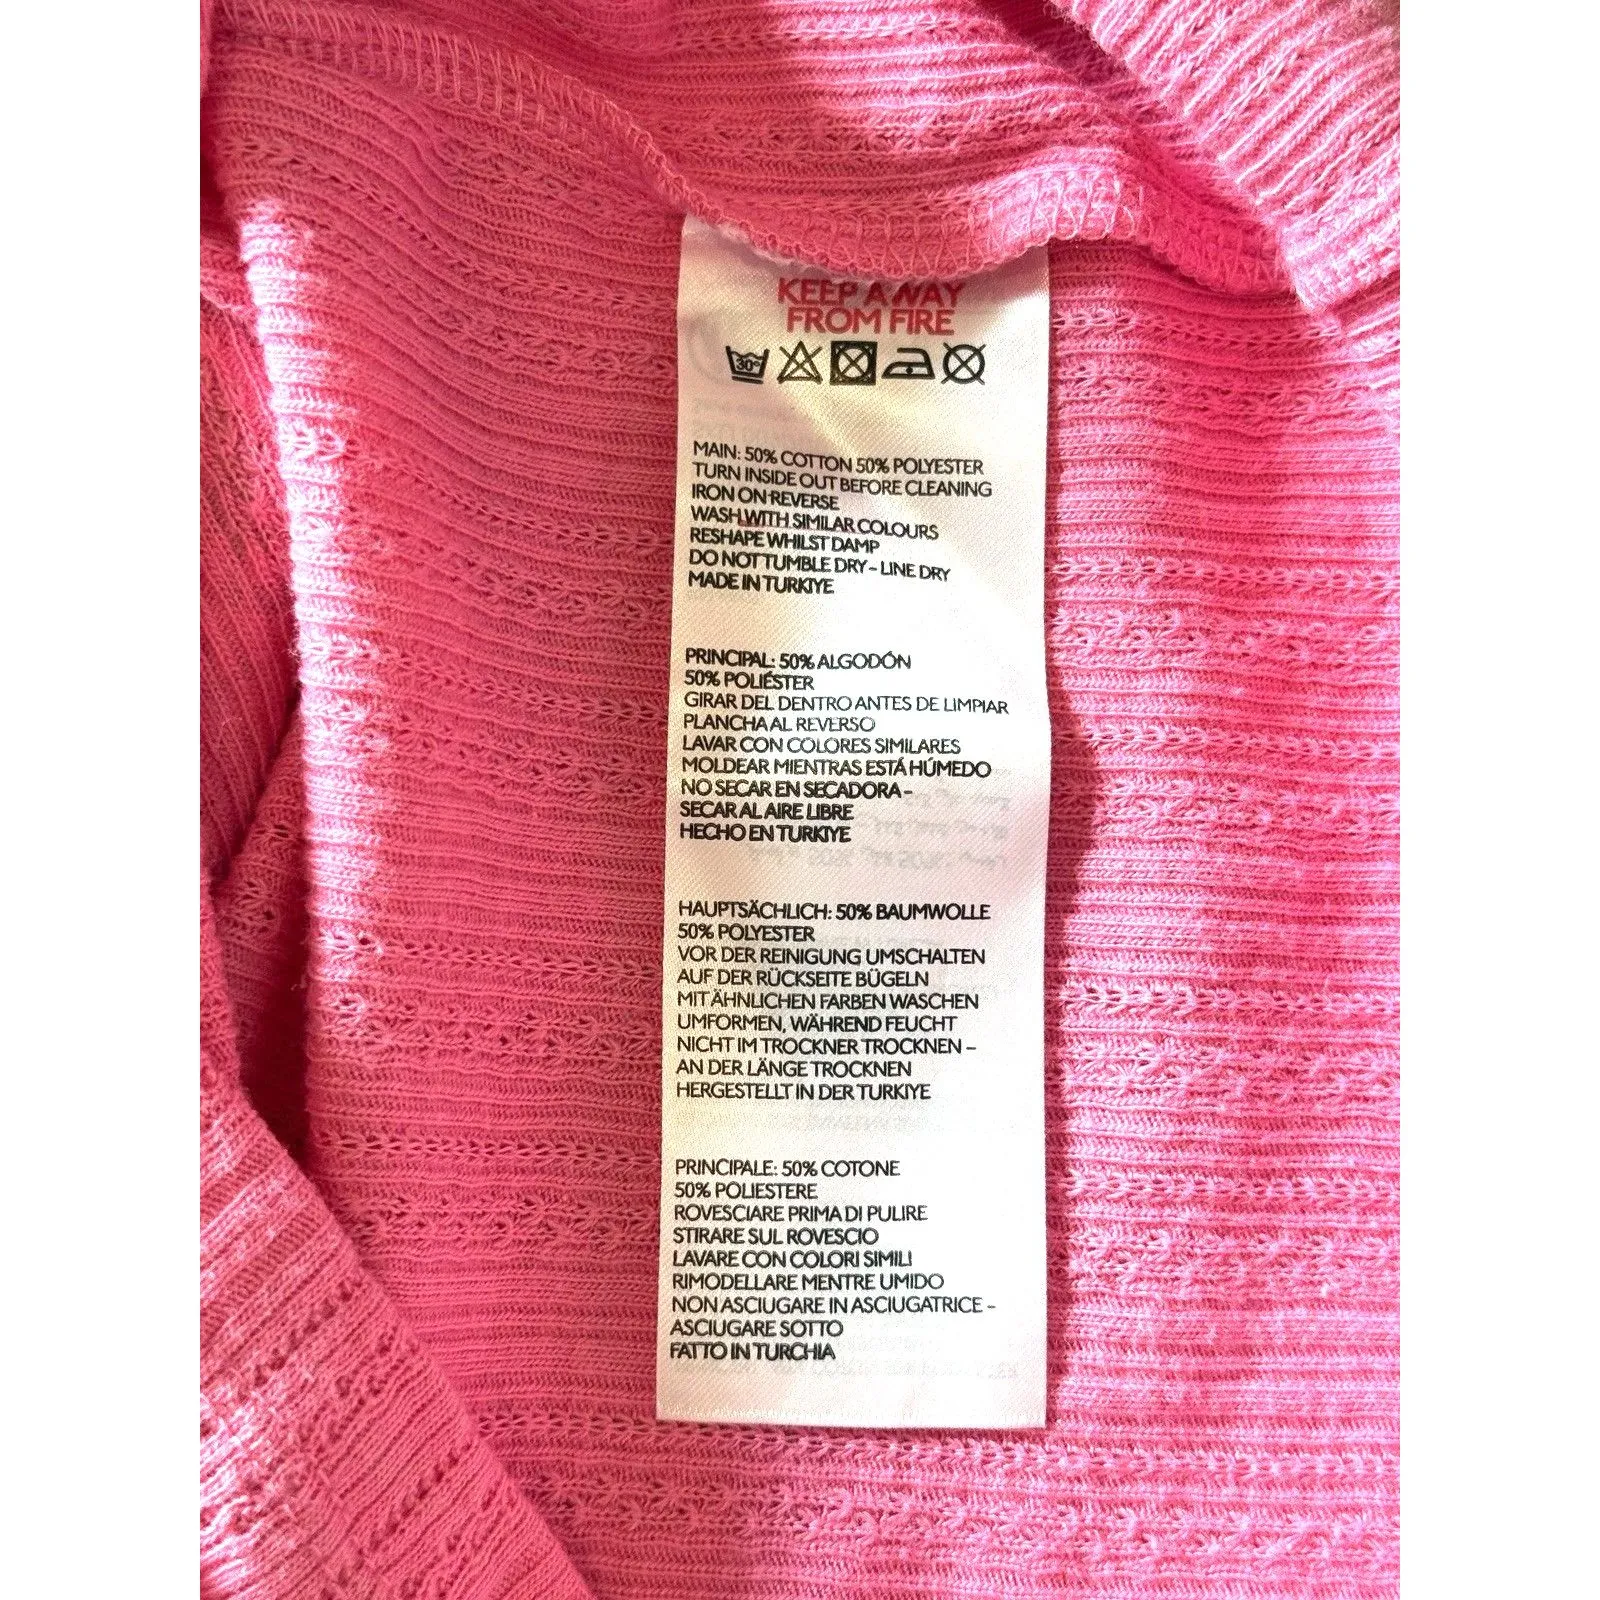 KEEP AWAY
FROM FIRE
30°
MAIN: 50% COTTON 50% POLYESTER
TURN INSIDE OUT BEFORE CLEANING
IRON ON REVERSE
WASH WITH SIMILAR COLOURS
RESHAPE WHILST DAMP
DO NOT TUMBLE DRY - LINE DRY
MADE IN TURKIYE
PRINCIPAL: 50% ALGODÓN
50% POLIÉSTER
GIRAR DEL DENTRO ANTES DE LIMPIAR
PLANCHA AL REVERSO
LAVAR CON COLORES SIMILARES
MOLDEAR MIENTRAS ESTÁ HÚMEDO
NO SECAR EN SECADORA -
SECAR AL AIRE LIBRE
HECHO EN TURKIYE
HAUPTSÄCHLICH: 50% BAUMWOLLE
50% POLYESTER
VOR DER REINIGUNG UMSCHALTEN
AUF DER RÜCKSEITE BÜGELN
MIT ÄHNLICHEN FARBEN WASCHEN
UMFORMEN, WÄHREND FEUCHT
NICHT IM TROCKNER TROCKNEN -
AN DER LÄNGE TROCKNEN
HERGESTELLT IN DER TURKIYE
PRINCIPALE: 50% COTONE
50% POLIESTERE
ROVESCIARE PRIMA DI PULIRE
STIRARE SUL ROVESCIO
LAVARE CON COLORI SIMILI
RIMODELLARE MENTRE UMIDO
NON ASCIUGARE IN ASCIUGATRICE -
ASCIUGARE SOTTO
FATTO IN TURCHIA